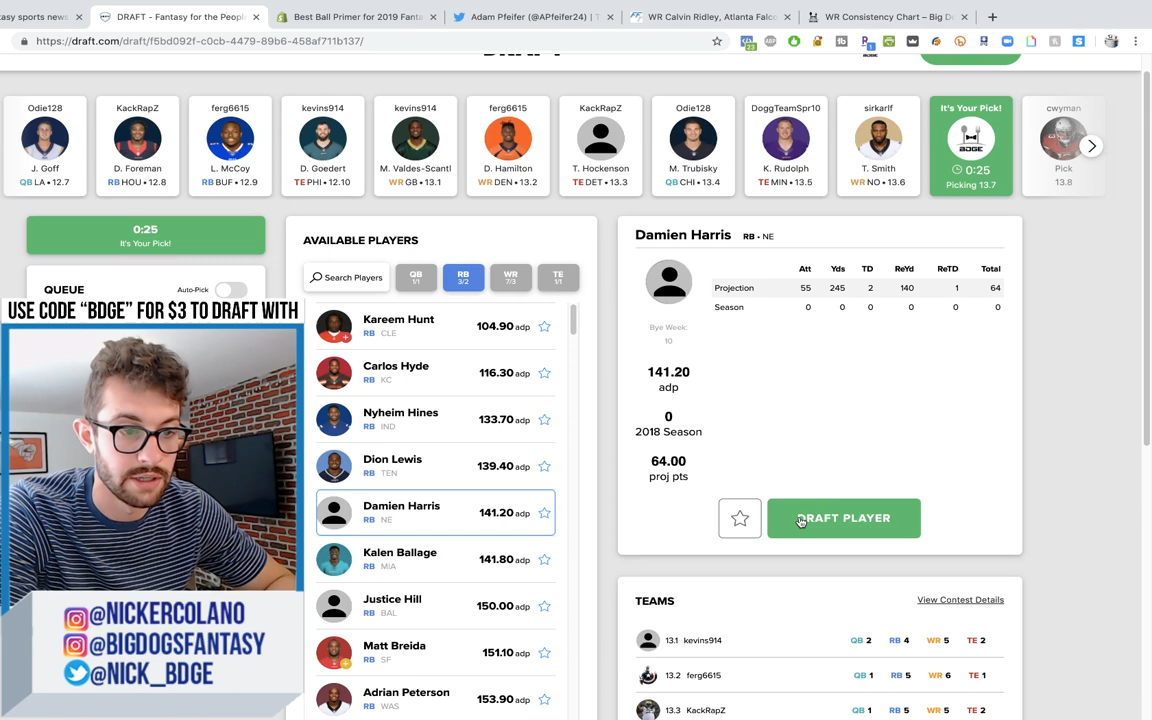 tasy sports news
DRAFT - Fantasy for the Peopl
Best Ball Primer for 2019 Fanta
Adam Pfeifer (@APfeifer24) | T
WR Calvin Ridley, Atlanta Falco
WR Consistency Chart – Big D
https://draft.com/draft/f5bd092f-c0cb-4479-89b6-458af711b137/
Odie128
J. Goff
QB LA • 12.7
KackRapZ
D. Foreman
RB HOU • 12.8
ferg6615
L. McCoy
RB BUF • 12.9
kevins914
D. Goedert
TE PHI • 12.10
kevins914
M. Valdes-Scantl
WR GB • 13.1
ferg6615
D. Hamilton
WR DEN • 13.2
KackRapZ
T. Hockenson
TE DET • 13.3
Odie128
M. Trubisky
QB CHI • 13.4
DoggTeamSpr10
K. Rudolph
TE MIN • 13.5
sirkarlf
T. Smith
WR NO • 13.6
It's Your Pick!
BDGE
0:25
Picking 13.7
cwyman
Pick
13.8
0:25
It's Your Pick!
QUEUE
Auto-Pick
USE CODE "BDGE" FOR $3 TO DRAFT WITH
@NICKERCOLANO
@BIGDOGSFANTASY
@NICK_BDGE
AVAILABLE PLAYERS
Search Players
QB
1/1
RB
3/2
WR
7/3
TE
1/1
Kareem Hunt
RB CLE
104.90 adp
Carlos Hyde
RB KC
116.30 adp
Nyheim Hines
RB IND
133.70 adp
Dion Lewis
RB TEN
139.40 adp
Damien Harris
RB NE
141.20 adp
Kalen Ballage
RB MIA
141.80 adp
Justice Hill
RB BAL
150.00 adp
Matt Breida
RB SF
151.10 adp
Adrian Peterson
RB WAS
153.90 adp
Damien Harris RB • NE
Att Yds TD ReYd ReTD Total
Projection 55 245 2 140 1 64
Season 0 0 0 0 0 0
Bye Week:
10
141.20
adp
0
2018 Season
64.00
proj pts
DRAFT PLAYER
TEAMS
View Contest Details
13.1 kevins914 QB 2 RB 4 WR 5 TE 2
13.2 ferg6615 QB 1 RB 5 WR 6 TE 1
13.3 KackRapZ QB 1 RB 5 WR 5 TE 2